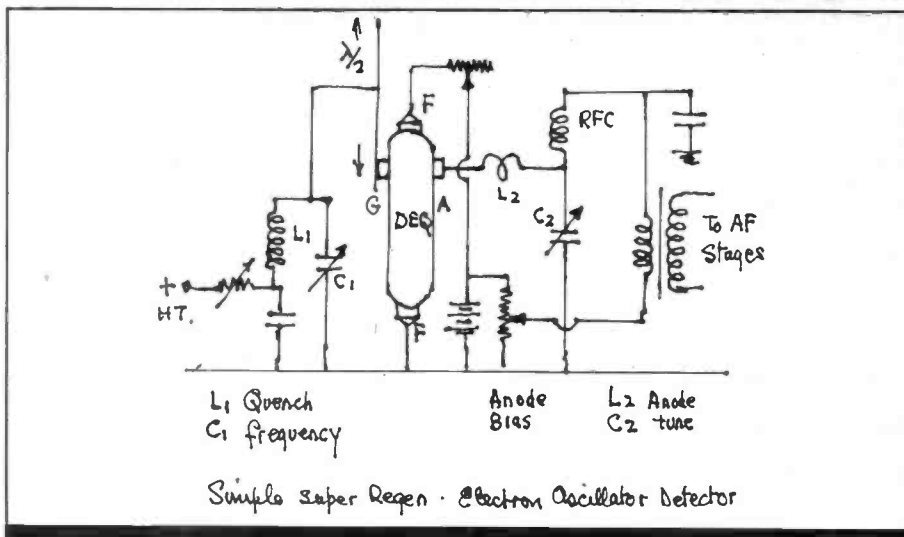 λ/2
F
RFC
G
A
L2
DEQ
C2
L1
C1
To AF
Stages
+
HT.
F
L1 Quench
C1 frequency
Anode
Bias
L2 Anode
C2 tune
Simple Super Regen. Electron Oscillator Detector